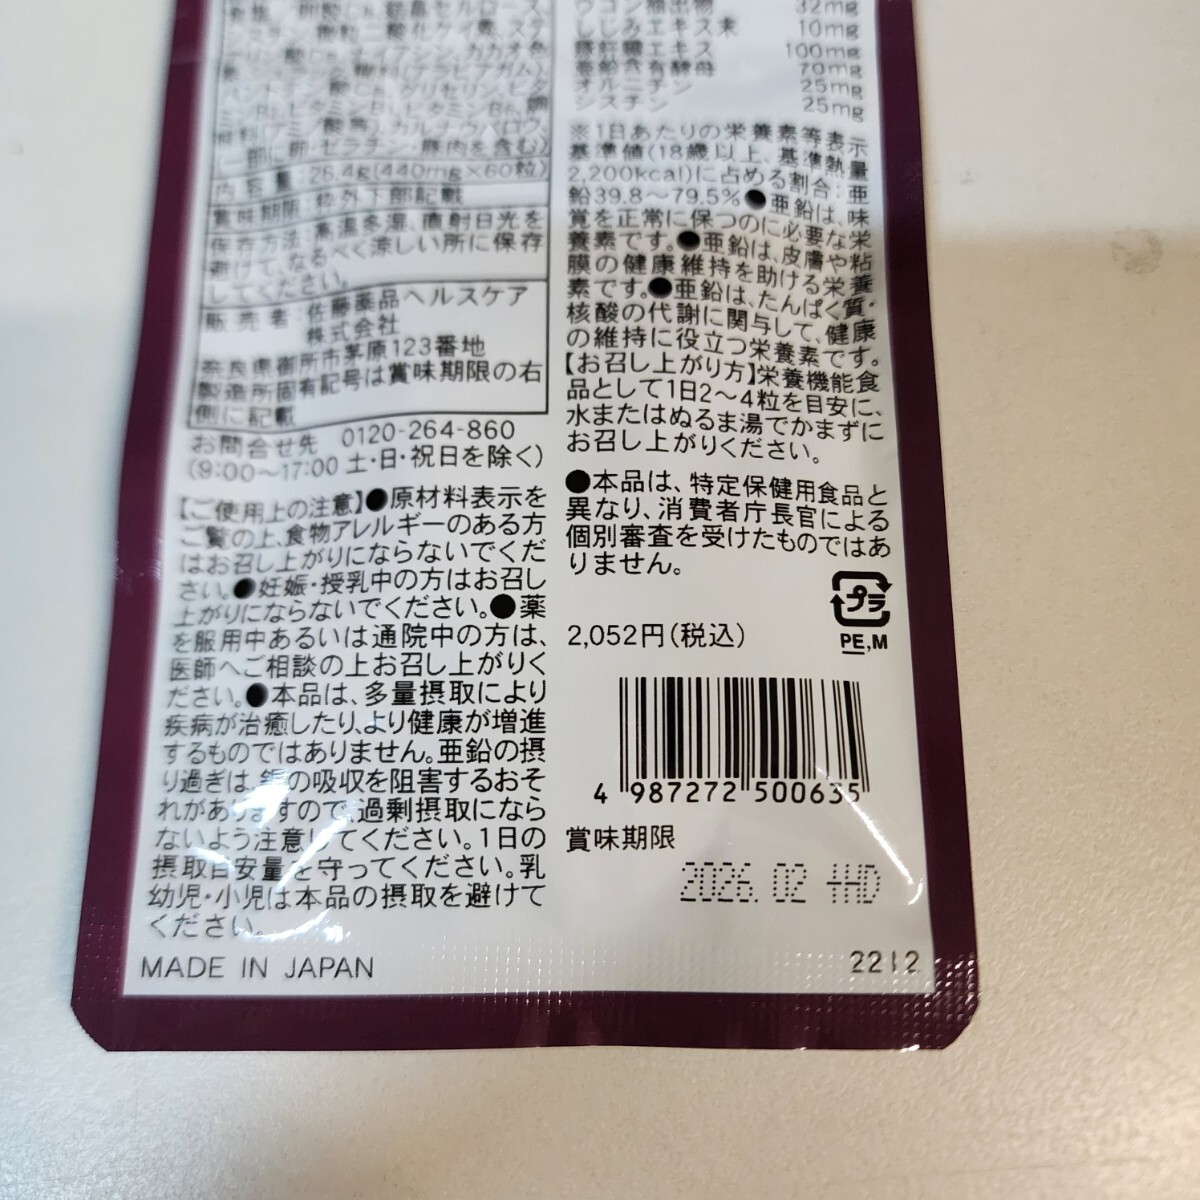 内容量:26.4g(440mg×60粒)
賞味期限:枠外下部記載
保存方法:高温多湿、直射日光を
避けて、なるべく涼しい所に保存
してください。
販売者:佐藤薬品ヘルスケア
株式会社
奈良県御所市茅原123番地
製造所固有記号は賞味期限の右
側に記載
お問合せ先 0120-264-860
(9:00〜17:00 土・日・祝日を除く)
【ご使用上の注意】●原材料表示を
ご覧の上、食物アレルギーのある方
はお召し上がりにならないでくだ
さい。●妊娠・授乳中の方はお召し
上がりにならないでください。●薬
を服用中あるいは通院中の方は、
医師へご相談の上お召し上がりく
ださい。●本品は、多量摂取により
疾病が治癒したり、より健康が増進
するものではありません。亜鉛の摂
り過ぎは、銅の吸収を阻害するおそ
れがありますので、過剰摂取になら
ないよう注意してください。1日の
摂取目安量を守ってください。乳
幼児・小児は本品の摂取を避けて
ください。
MADE IN JAPAN
ウコン抽出物 32mg
しじみエキス末 10mg
豚肝臓エキス 100mg
亜鉛含有酵母 70mg
オルニチン 25mg
シスチン 25mg
※1日あたりの栄養素等表示
基準値(18歳以上、基準熱量
2,200kcal)に占める割合:亜
鉛39.8〜79.5%●亜鉛は、味
覚を正常に保つのに必要な栄
養素です。●亜鉛は、皮膚や粘
膜の健康維持を助ける栄養
素です。●亜鉛は、たんぱく質・
核酸の代謝に関与して、健康
の維持に役立つ栄養素です。
【お召し上がり方】栄養機能食
品として1日2〜4粒を目安に、
水またはぬるま湯でかまずに
お召し上がりください。
●本品は、特定保健用食品と
異なり、消費者庁長官による
個別審査を受けたものではあ
りません。
プラ
PE,M
2,052円(税込)
4 987272 500635
賞味期限
2026.02 +HD
2212